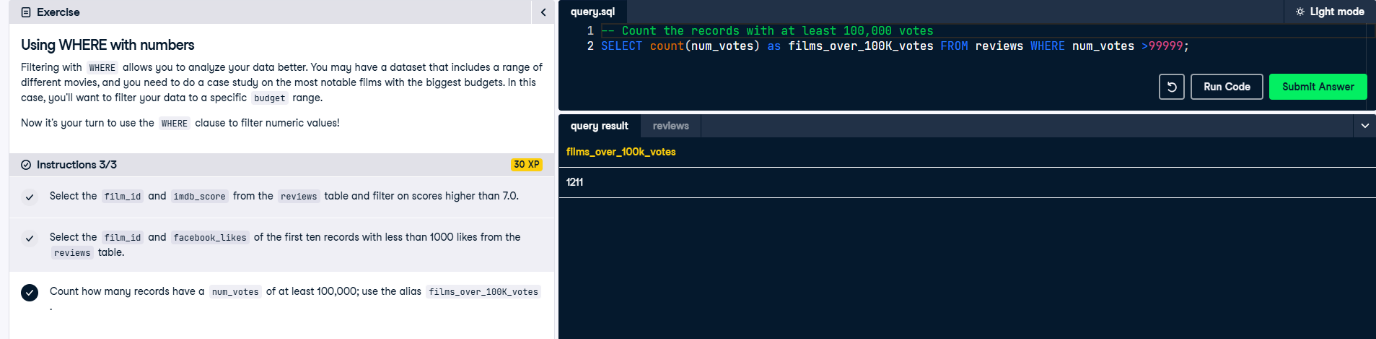 Exercise
Using WHERE with numbers
Filtering with WHERE allows you to analyze your data better. You may have a dataset that includes a range of
different movies, and you need to do a case study on the most notable films with the biggest budgets. In this
case, you'll want to filter your data to a specific budget range.
Now it's your turn to use the WHERE clause to filter numeric values!
Instructions 3/3
30 XP
Select the film_id and imdb_score from the reviews table and filter on scores higher than 7.0.
Select the film_id and facebook_likes of the first ten records with less than 1000 likes from the
reviews table.
Count how many records have a num_votes of at least 100,000; use the alias films_over_100K_votes
.
query.sql
Light mode
1 -- Count the records with at least 100,000 votes
2 SELECT count(num_votes) as films_over_100K_votes FROM reviews WHERE num_votes >99999;
Run Code
Submit Answer
query result
reviews
films_over_100k_votes
1211